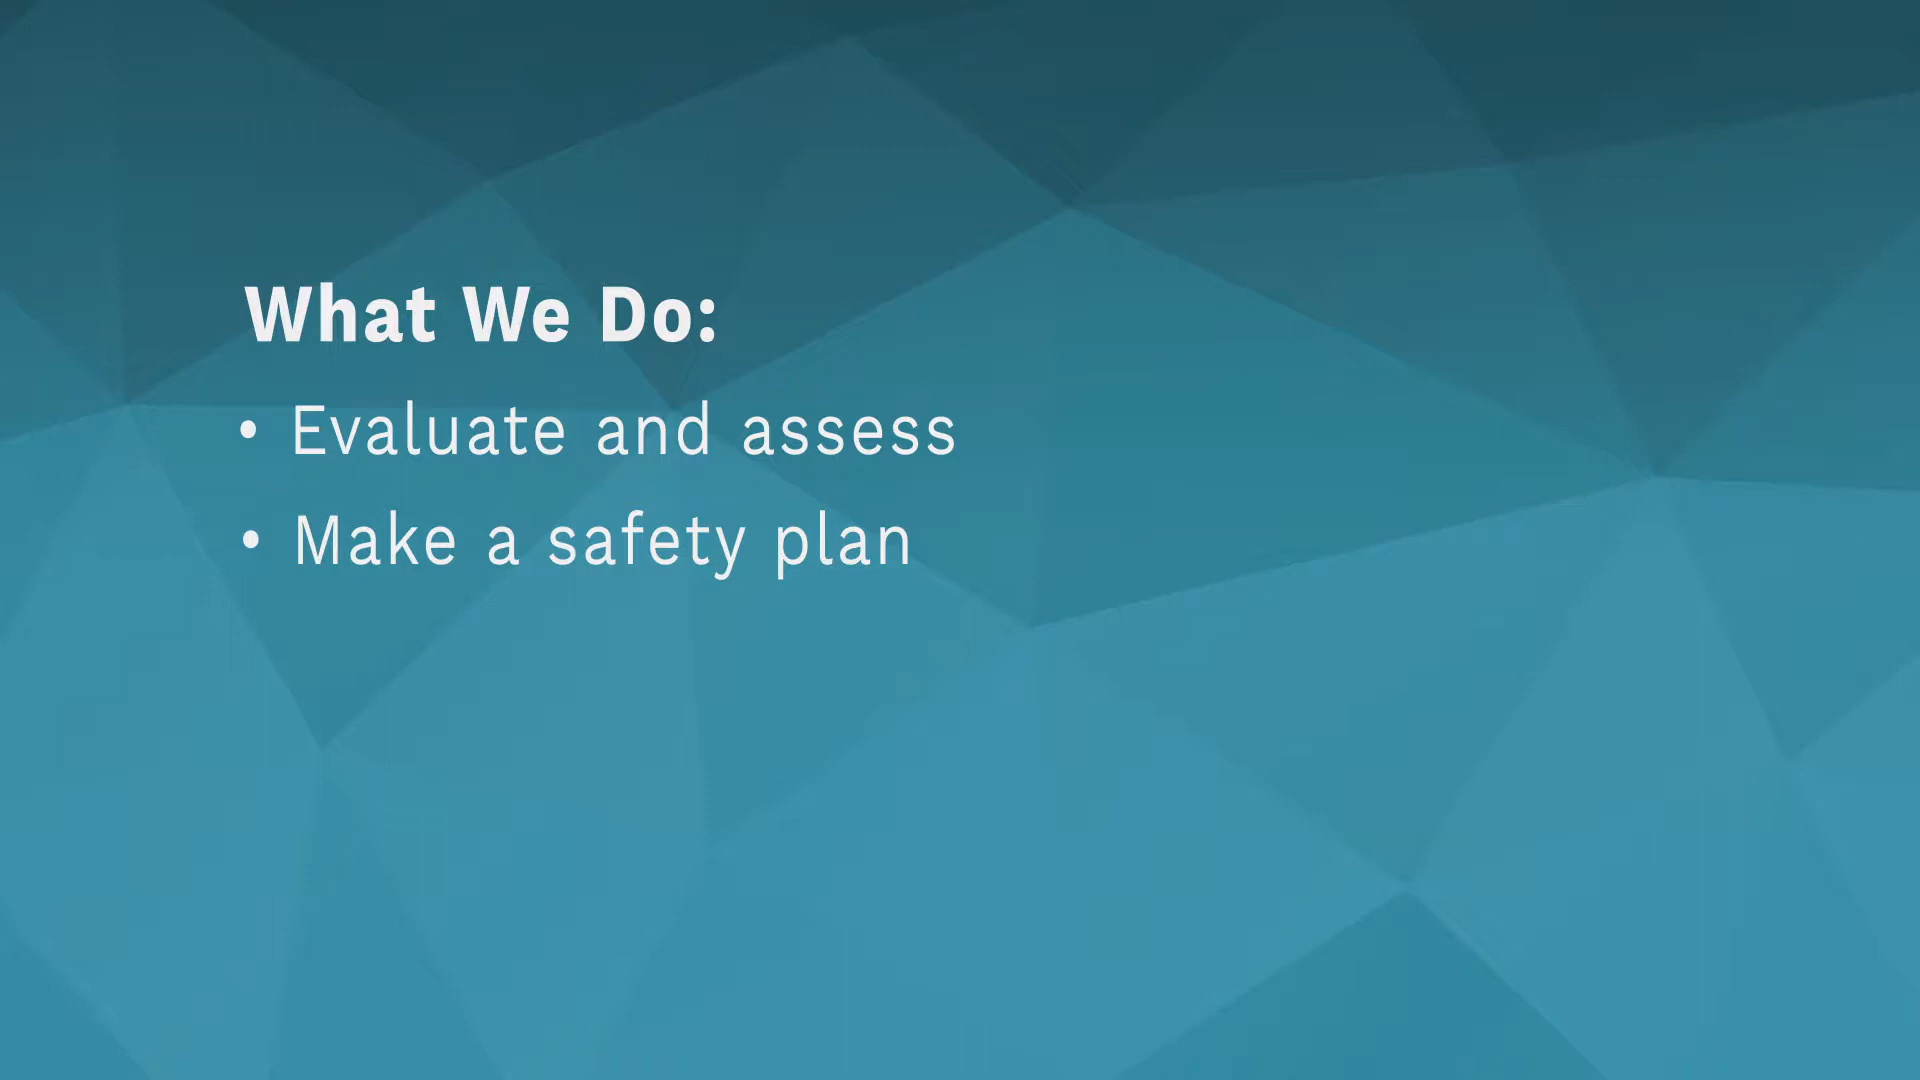 What We Do:
• Evaluate and assess
• Make a safety plan